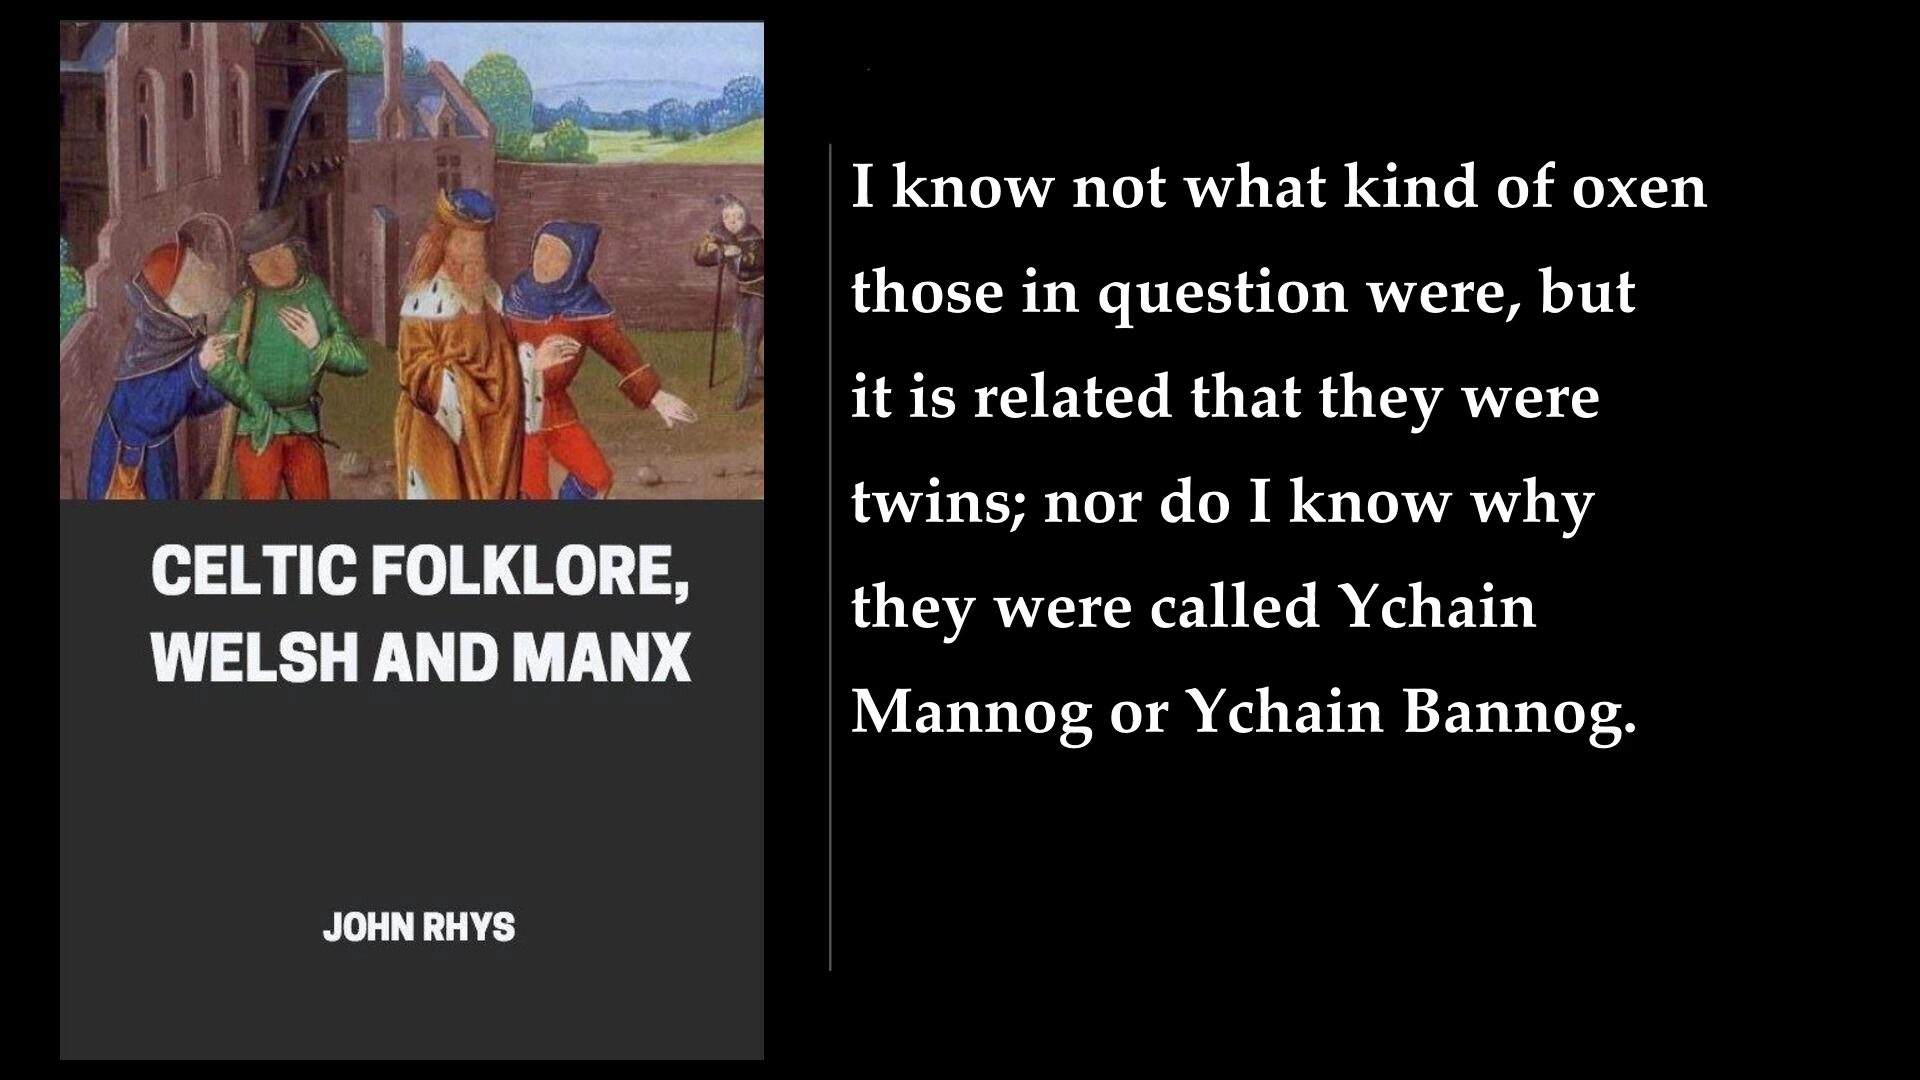 CELTIC FOLKLORE,
WELSH AND MANX
JOHN RHYS
I know not what kind of oxen
those in question were, but
it is related that they were
twins; nor do I know why
they were called Ychain
Mannog or Ychain Bannog.